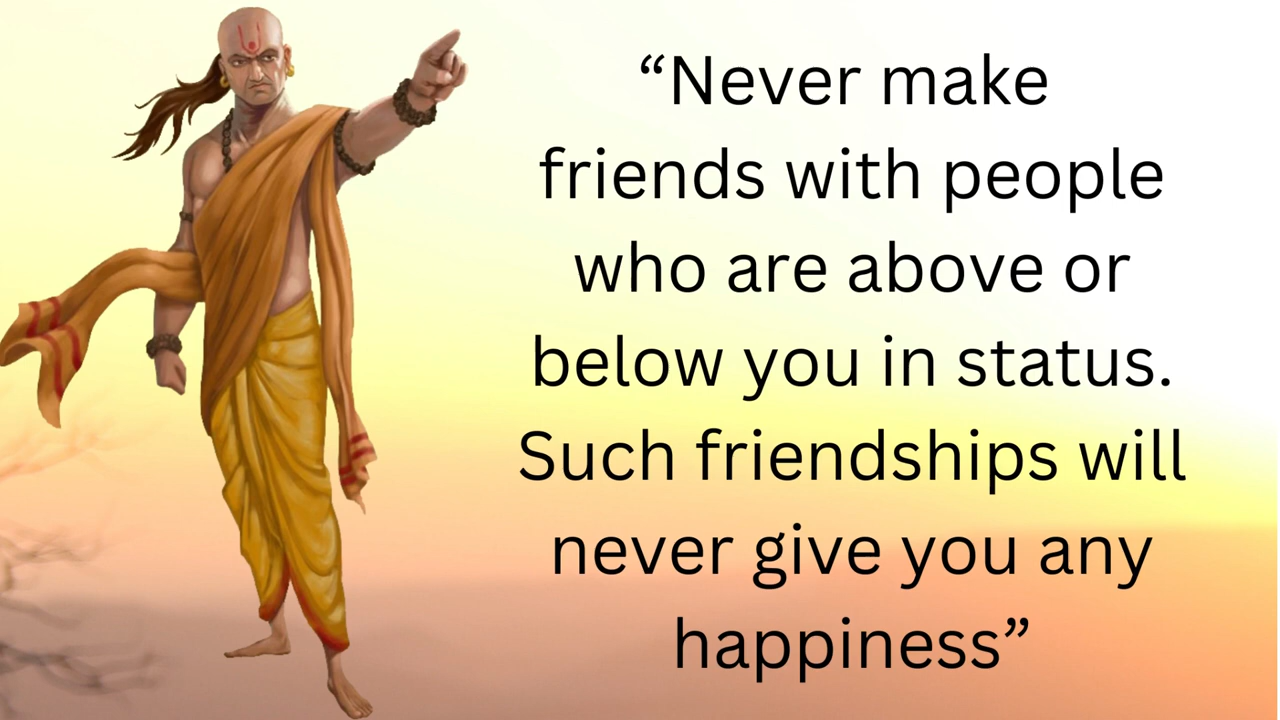 “Never make
friends with people
who are above or
below you in status.
Such friendships will
never give you any
happiness”